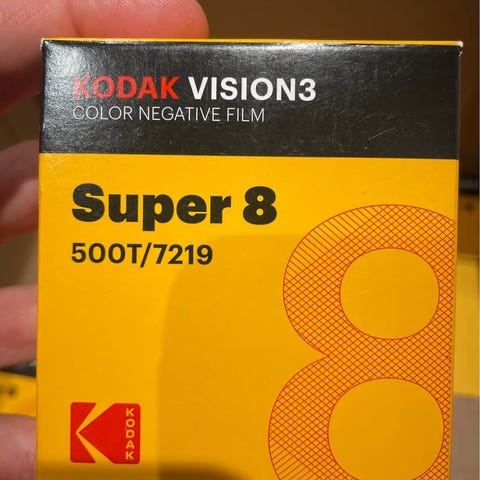 KODAK VISION3
COLOR NEGATIVE FILM
Super 8
500T/7219
8
KODAK